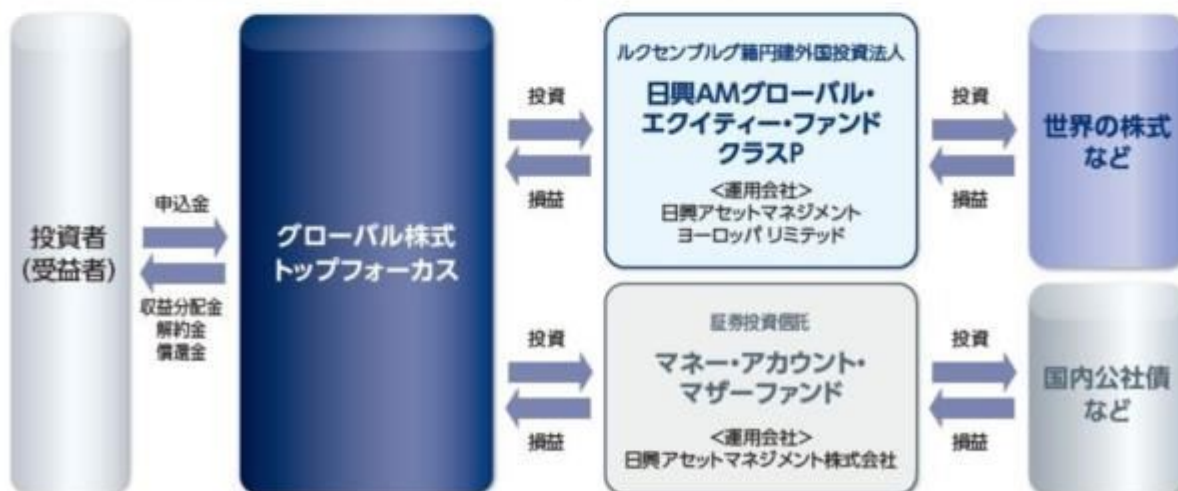 投資者
(受益者)
申込金
収益分配金
解約金
償還金
グローバル株式
トップフォーカス
投資
損益
ルクセンブルグ籍円建外国投資法人
日興AMグローバル・
エクイティー・ファンド
クラスP
<運用会社>
日興アセットマネジメント
ヨーロッパ リミテッド
投資
損益
世界の株式
など
投資
損益
証券投資信託
マネー・アカウント・
マザーファンド
<運用会社>
日興アセットマネジメント株式会社
投資
損益
国内公社債
など